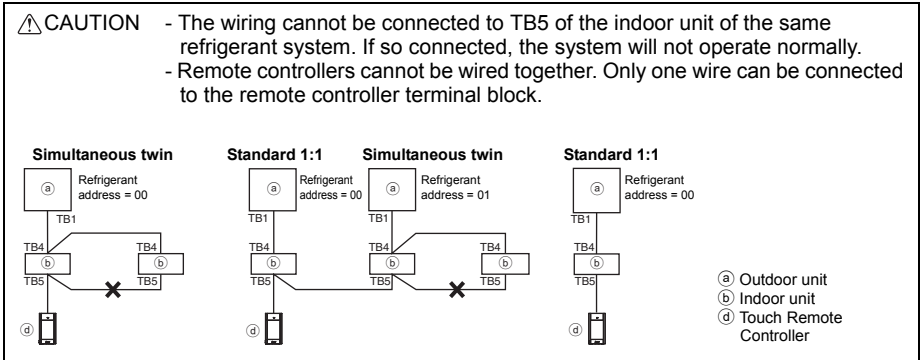 ⚠CAUTION - The wiring cannot be connected to TB5 of the indoor unit of the same
refrigerant system. If so connected, the system will not operate normally.
- Remote controllers cannot be wired together. Only one wire can be connected
to the remote controller terminal block.
Simultaneous twin Standard 1:1 Simultaneous twin Standard 1:1
ⓐ Refrigerant ⓐ Refrigerant ⓐ Refrigerant ⓐ Refrigerant
address = 00 address = 00 address = 01 address = 00
TB1 TB1 TB1 TB1
TB4 TB4 TB4 TB4 TB4 TB4
ⓑ ⓑ ⓑ ⓑ ⓑ ⓑ
TB5 TB5 TB5 TB5 TB5 TB5
ⓓ ⓓ ⓓ
ⓐ Outdoor unit
ⓑ Indoor unit
ⓓ Touch Remote
Controller